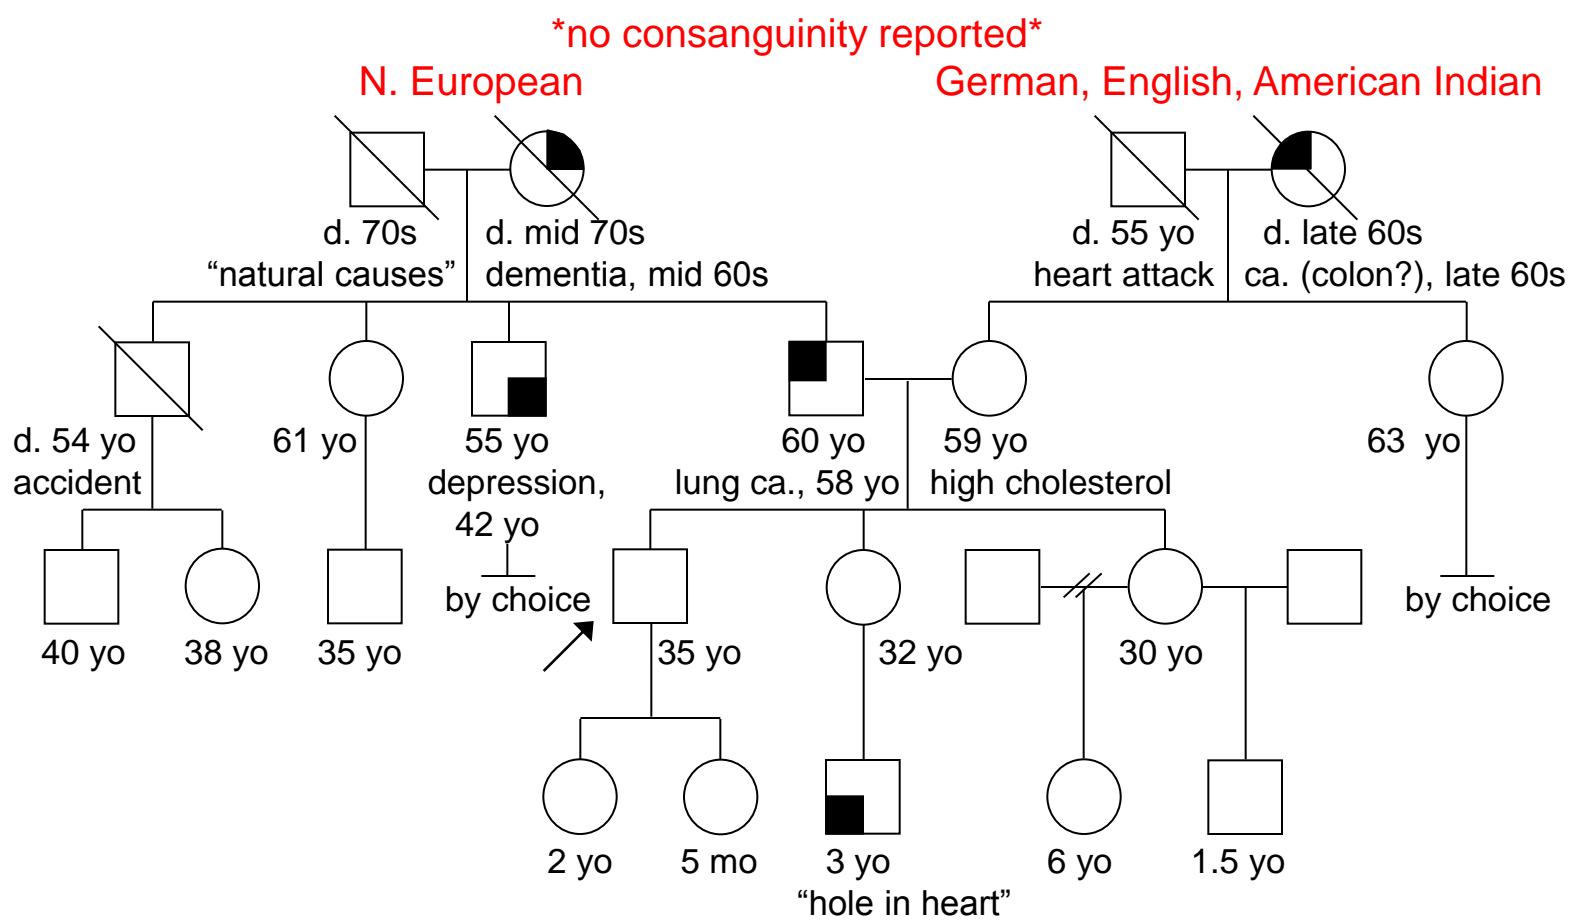 *no consanguinity reported*
N. European
German, English, American Indian
d. 70s
“natural causes”
d. mid 70s
dementia, mid 60s
d. 55 yo
heart attack
d. late 60s
ca. (colon?), late 60s
d. 54 yo
accident
61 yo
55 yo
depression,
42 yo
by choice
60 yo
lung ca., 58 yo
59 yo
high cholesterol
63 yo
by choice
40 yo
38 yo
35 yo
35 yo
32 yo
30 yo
2 yo
5 mo
3 yo
“hole in heart”
6 yo
1.5 yo